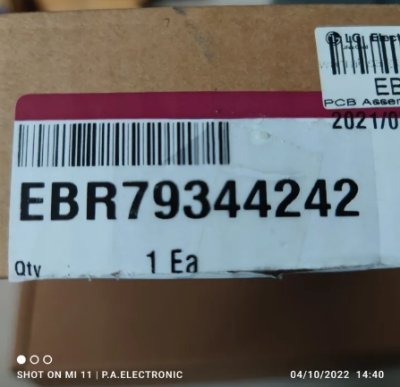 LG Elect
EB
PCB Assem
2021/0
EBR79344242
Qty 1 Ea
SHOT ON MI 11 | P.A.ELECTRONIC
04/10/2022 14:40